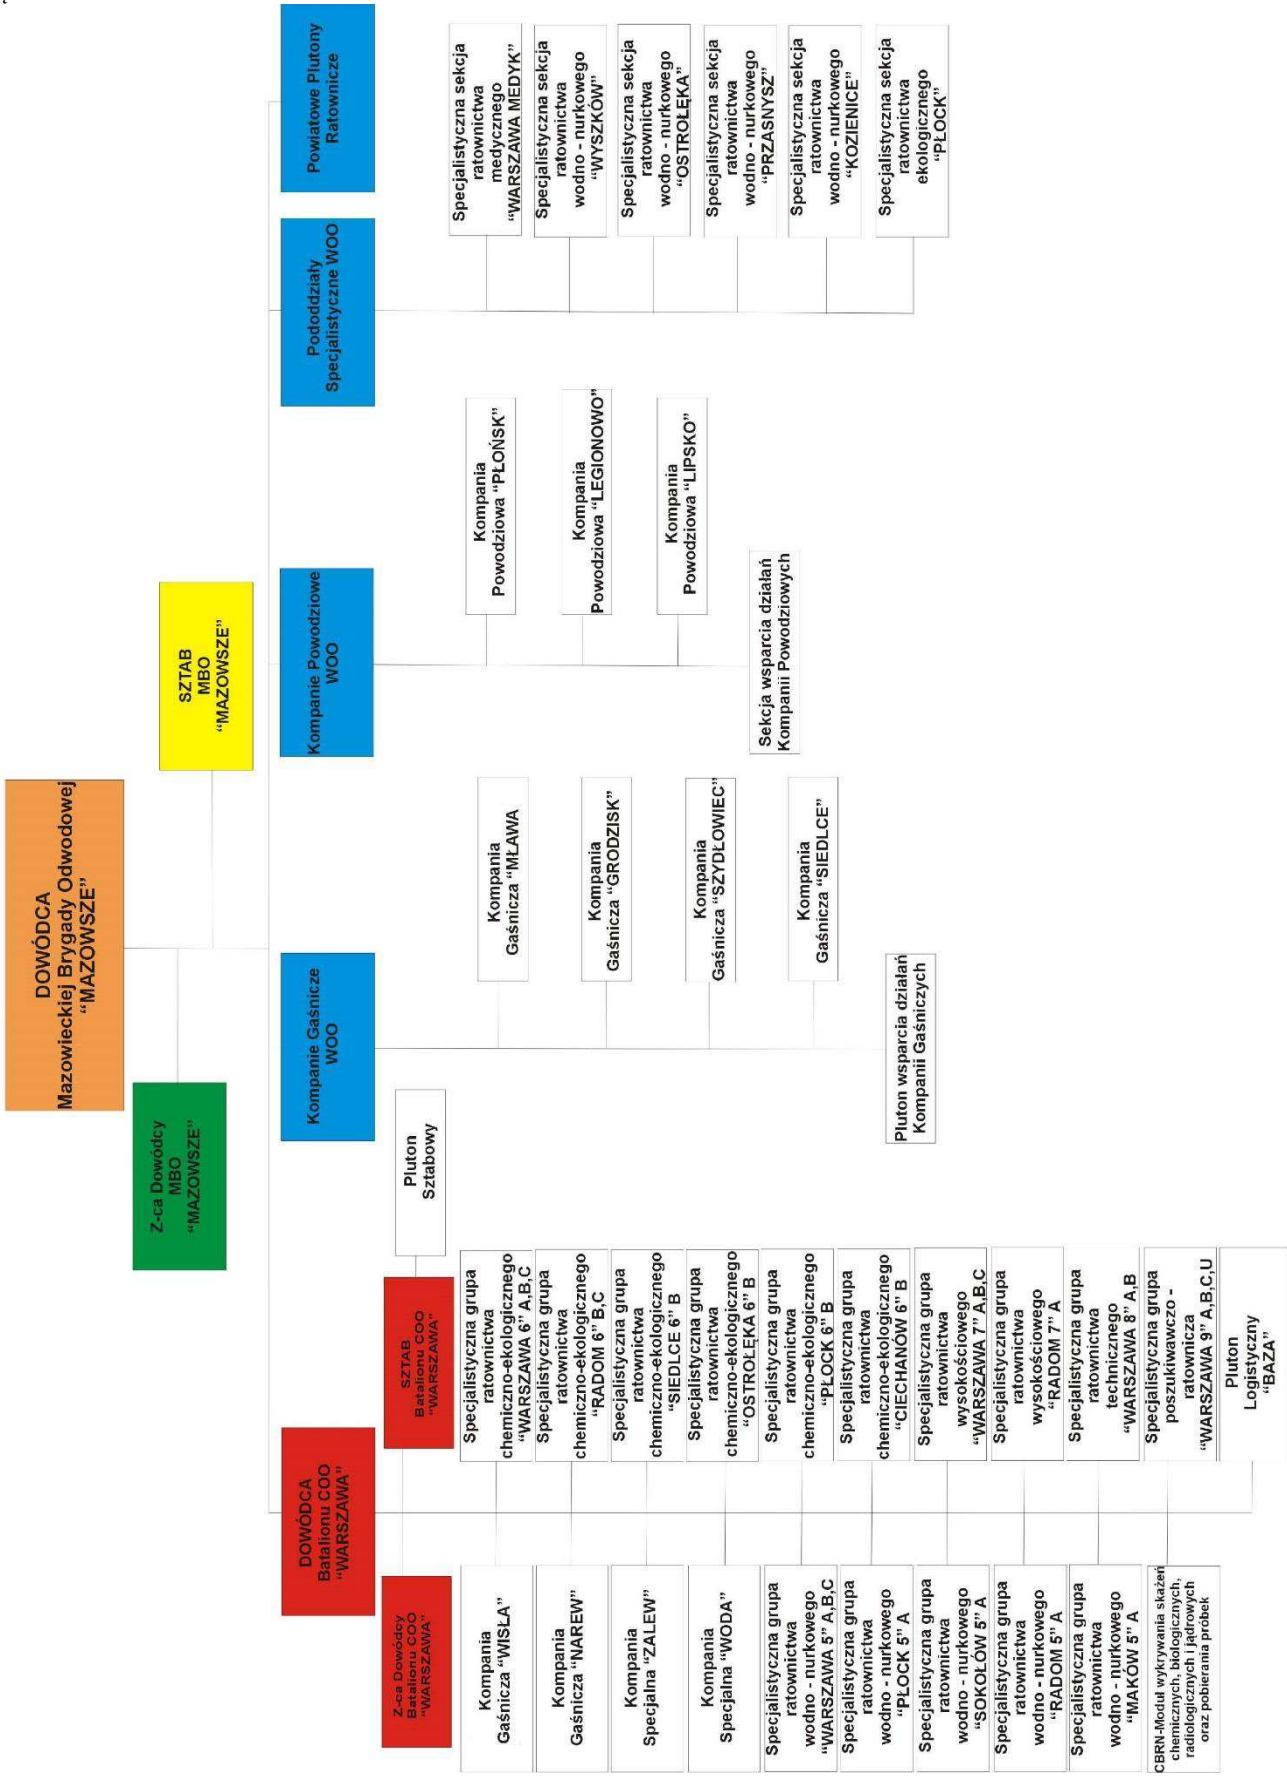 DOWÓDCA
Mazowieckiej Brygady Odwodowej
“MAZOWSZE”
Z-ca Dowódcy
MBO
“MAZOWSZE”
SZTAB
MBO
“MAZOWSZE”
DOWÓDCA
Batalionu COO
“WARSZAWA”
Kompanie Gaśnicze
WOO
Kompanie Powodziowe
WOO
Pododdziały
Specjalistyczne WOO
Powiatowe Plutony
Ratownicze
Z-ca Dowódcy
Batalionu COO
“WARSZAWA”
SZTAB
Batalionu COO
“WARSZAWA”
Pluton
Sztabowy
Kompania
Gaśnicza “WISŁA”
Kompania
Gaśnicza “NAREW”
Kompania
Specjalna “ZALEW”
Kompania
Specjalna “WODA”
Specjalistyczna grupa
ratownictwa
wodno - nurkowego
“WARSZAWA 5” A,B,C
Specjalistyczna grupa
ratownictwa
wodno - nurkowego
“PŁOCK 5” A
Specjalistyczna grupa
ratownictwa
wodno - nurkowego
“SOKOŁÓW 5” A
Specjalistyczna grupa
ratownictwa
wodno - nurkowego
“RADOM 5” A
Specjalistyczna grupa
ratownictwa
wodno - nurkowego
“MAKÓW 5” A
CBRN-Moduł wykrywania skażeń
chemicznych, biologicznych,
radiologicznych i jądrowych
oraz pobierania próbek
Specjalistyczna grupa
ratownictwa
chemiczno-ekologicznego
“WARSZAWA 6” A,B,C
Specjalistyczna grupa
ratownictwa
chemiczno-ekologicznego
“RADOM 6” B,C
Specjalistyczna grupa
ratownictwa
chemiczno-ekologicznego
“SIEDLCE 6” B
Specjalistyczna grupa
ratownictwa
chemiczno-ekologicznego
“OSTROŁĘKA 6” B
Specjalistyczna grupa
ratownictwa
chemiczno-ekologicznego
“PŁOCK 6” B
Specjalistyczna grupa
ratownictwa
chemiczno-ekologicznego
“CIECHANÓW 6” B
Specjalistyczna grupa
ratownictwa
wysokościowego
“WARSZAWA 7” A,B,C
Specjalistyczna grupa
ratownictwa
wysokościowego
“RADOM 7” A
Specjalistyczna grupa
ratownictwa
technicznego
“WARSZAWA 8” A,B
Specjalistyczna grupa
poszukiwawczo -
ratownicza
“WARSZAWA 9” A,B,C,U
Pluton
Logistyczny
“BAZA”
Kompania
Gaśnicza “MŁAWA
Kompania
Gaśnicza “GRODZISK”
Kompania
Gaśnicza “SZYDŁOWIEC”
Kompania
Gaśnicza “SIEDLCE”
Pluton wsparcia działań
Kompanii Gaśniczych
Kompania
Powodziowa “PŁOŃSK”
Kompania
Powodziowa “LEGIONOWO”
Kompania
Powodziowa “LIPSKO”
Sekcja wsparcia działań
Kompanii Powodziowych
Specjalistyczna sekcja
ratownictwa
medycznego
“WARSZAWA MEDYK”
Specjalistyczna sekcja
ratownictwa
wodno - nurkowego
“WYSZKÓW”
Specjalistyczna sekcja
ratownictwa
wodno - nurkowego
“OSTROŁĘKA”
Specjalistyczna sekcja
ratownictwa
wodno - nurkowego
“PRZASNYSZ”
Specjalistyczna sekcja
ratownictwa
wodno - nurkowego
“KOZIENICE”
Specjalistyczna sekcja
ratownictwa
ekologicznego
“PŁOCK”